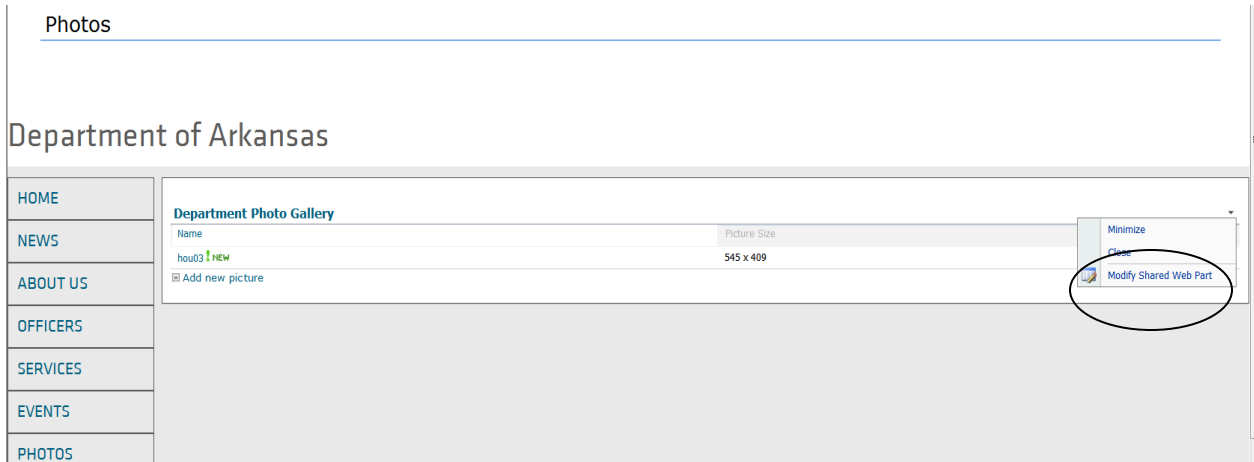 Photos
Department of Arkansas
HOME
NEWS
ABOUT US
OFFICERS
SERVICES
EVENTS
PHOTOS
Department Photo Gallery
Name Picture Size
hou03 ! NEW 545 x 409
Add new picture
Minimize
Close
Modify Shared Web Part